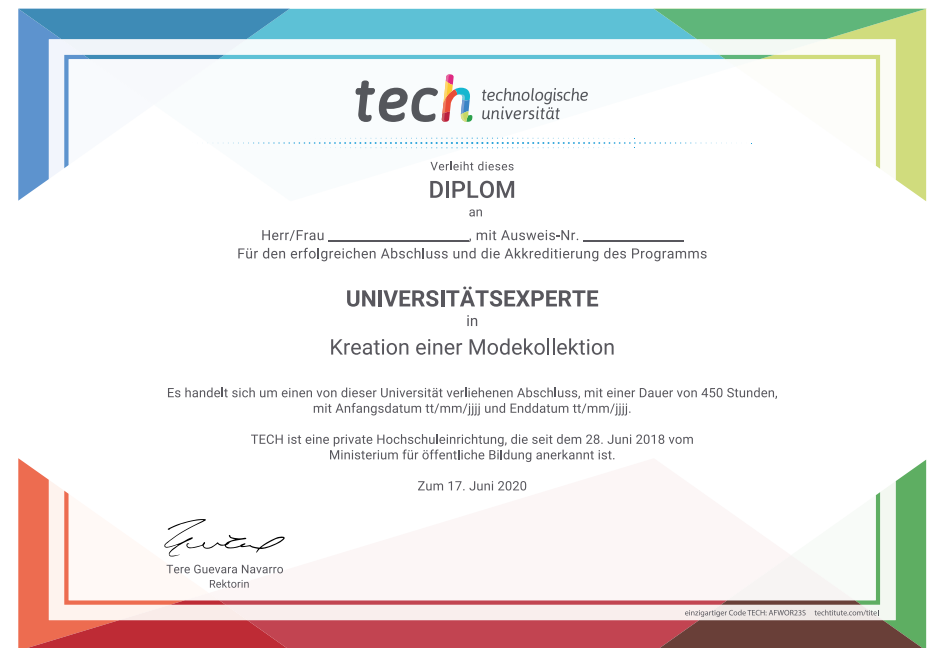 tech technologische
universität
Verleiht dieses
DIPLOM
an
Herr/Frau ____________________, mit Ausweis-Nr. ______________
Für den erfolgreichen Abschluss und die Akkreditierung des Programms
UNIVERSITÄTSEXPERTE
in
Kreation einer Modekollektion
Es handelt sich um einen von dieser Universität verliehenen Abschluss, mit einer Dauer von 450 Stunden,
mit Anfangsdatum tt/mm/jjjj und Enddatum tt/mm/jjjj.
TECH ist eine private Hochschuleinrichtung, die seit dem 28. Juni 2018 vom
Ministerium für öffentliche Bildung anerkannt ist.
Zum 17. Juni 2020
Tere Guevara Navarro
Rektorin
einzigartiger Code TECH: AFWOR23S techtitute.com/titel